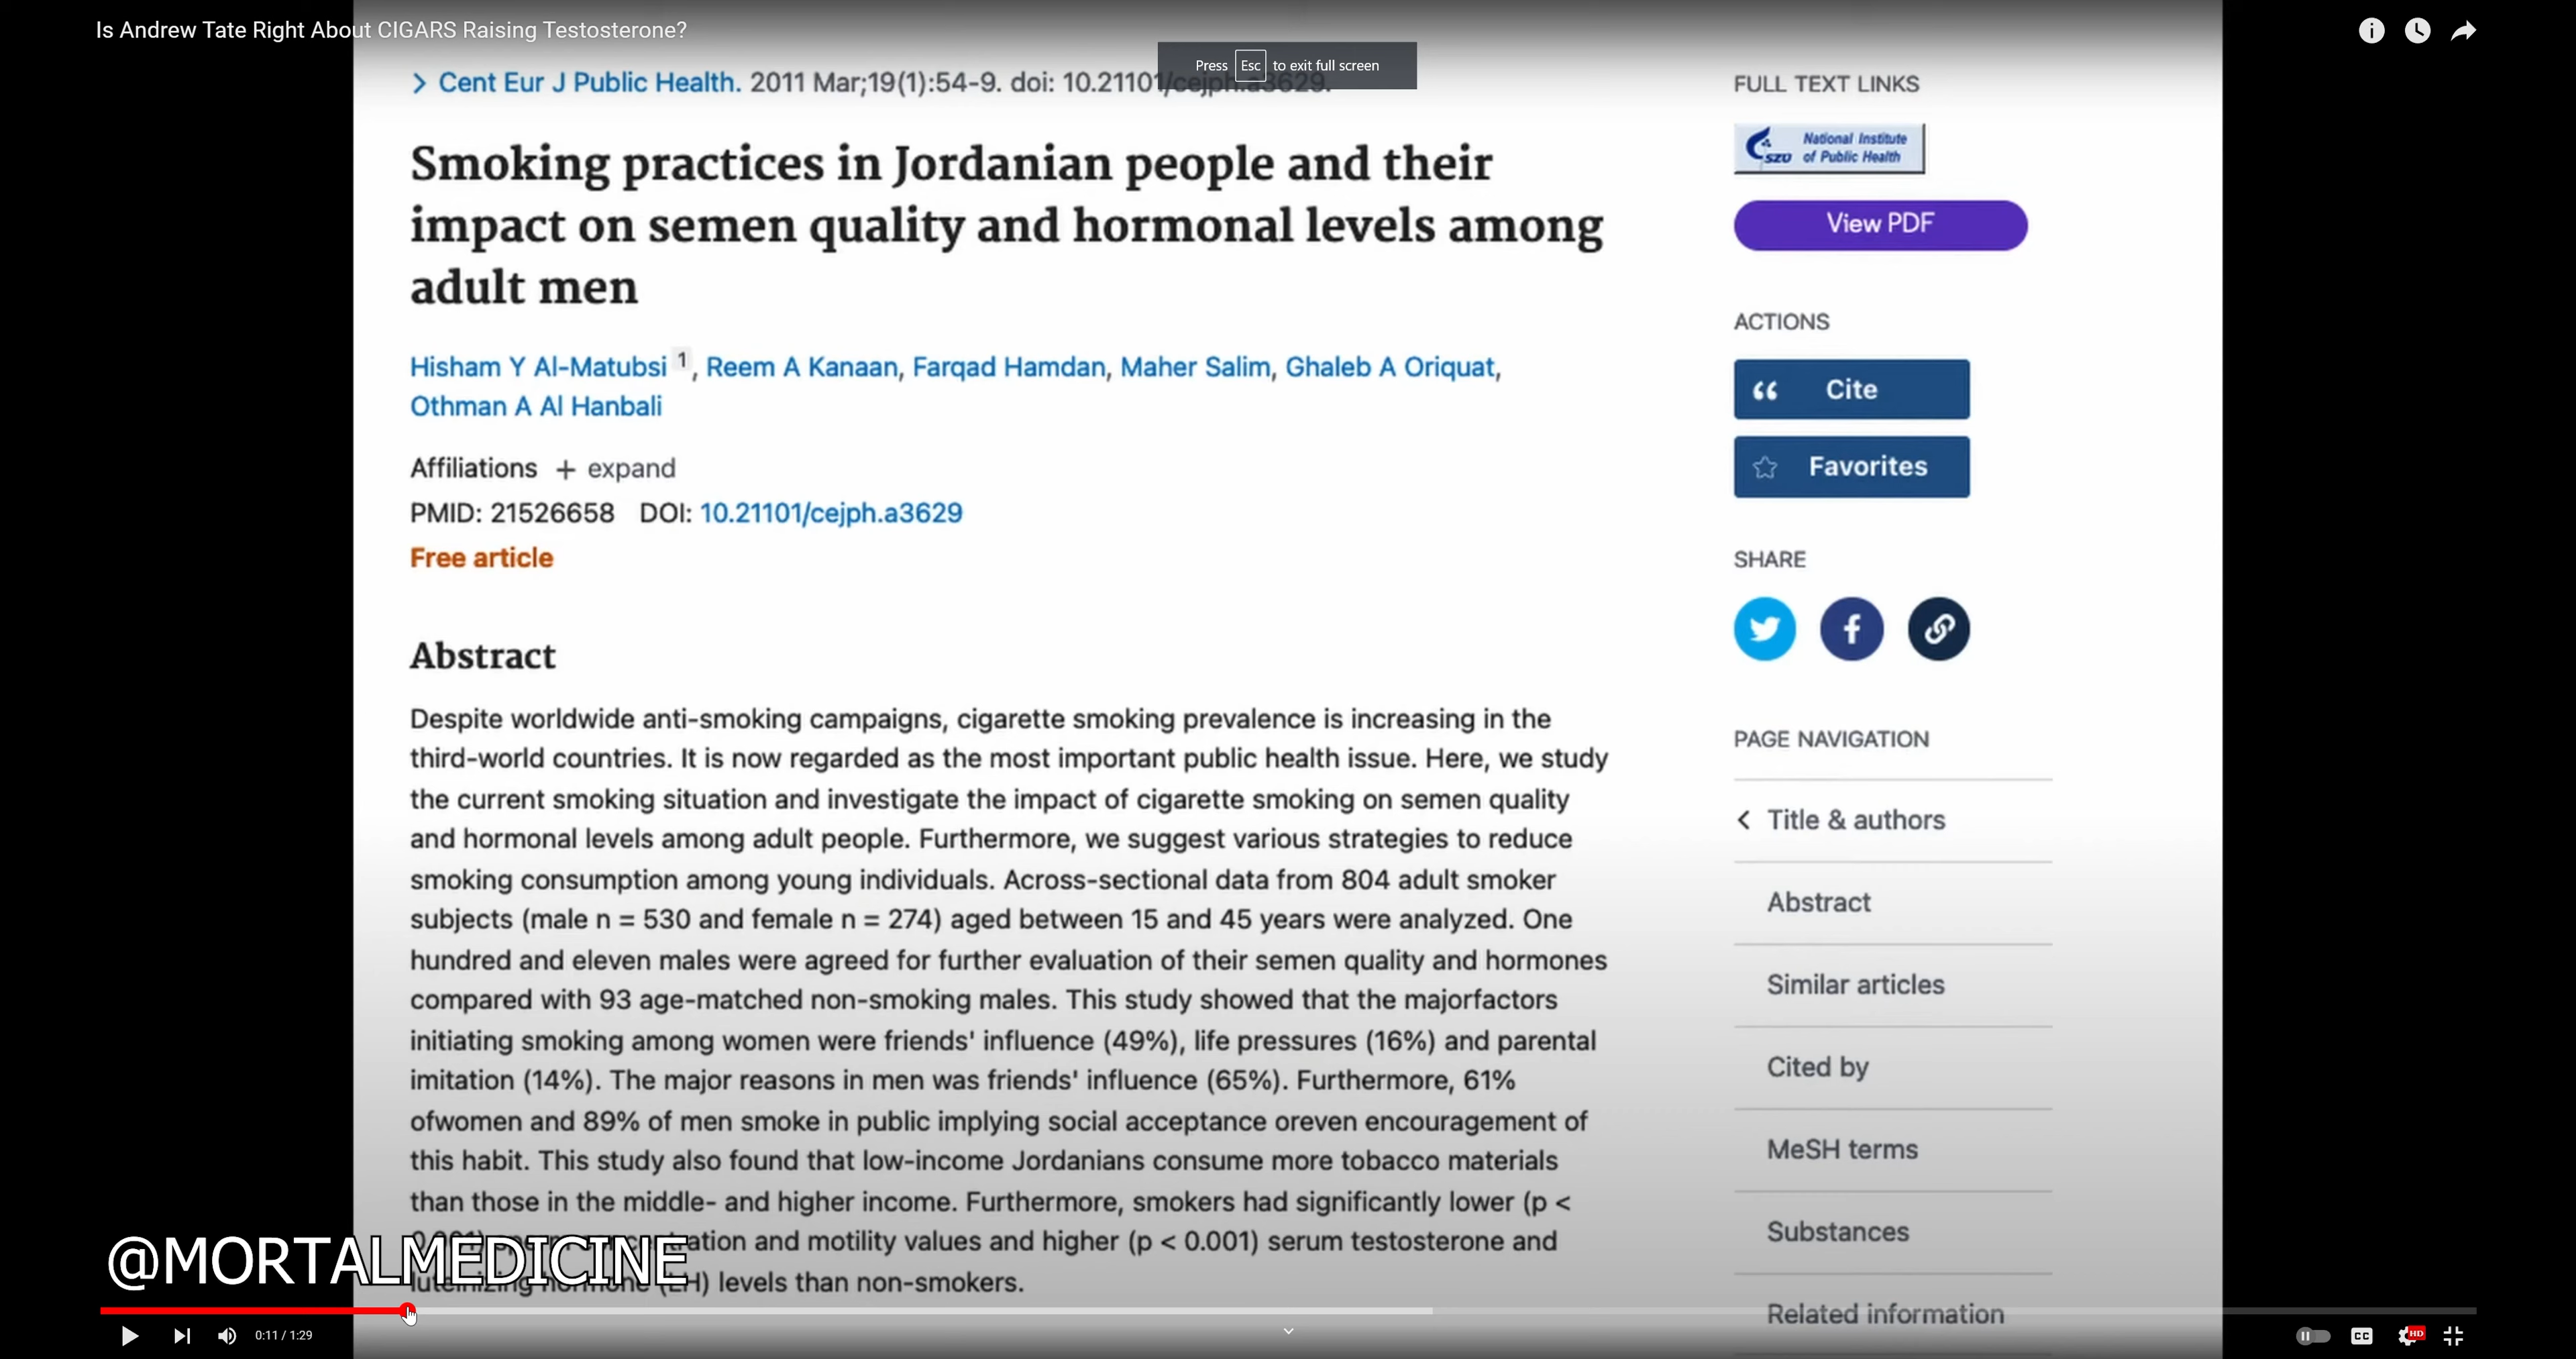 Is Andrew Tate Right About CIGARS Raising Testosterone?
Press Esc to exit full screen
> Cent Eur J Public Health. 2011 Mar;19(1):54-9. doi: 10.21101/cejph.a3629.
Smoking practices in Jordanian people and their
impact on semen quality and hormonal levels among
adult men
Hisham Y Al-Matubsi 1, Reem A Kanaan, Farqad Hamdan, Maher Salim, Ghaleb A Oriquat,
Othman A Al Hanbali
Affiliations + expand
PMID: 21526658 DOI: 10.21101/cejph.a3629
Free article
Abstract
Despite worldwide anti-smoking campaigns, cigarette smoking prevalence is increasing in the
third-world countries. It is now regarded as the most important public health issue. Here, we study
the current smoking situation and investigate the impact of cigarette smoking on semen quality
and hormonal levels among adult people. Furthermore, we suggest various strategies to reduce
smoking consumption among young individuals. Across-sectional data from 804 adult smoker
subjects (male n = 530 and female n = 274) aged between 15 and 45 years were analyzed. One
hundred and eleven males were agreed for further evaluation of their semen quality and hormones
compared with 93 age-matched non-smoking males. This study showed that the majorfactors
initiating smoking among women were friends' influence (49%), life pressures (16%) and parental
imitation (14%). The major reasons in men was friends' influence (65%). Furthermore, 61%
ofwomen and 89% of men smoke in public implying social acceptance oreven encouragement of
this habit. This study also found that low-income Jordanians consume more tobacco materials
than those in the middle- and higher income. Furthermore, smokers had significantly lower (p <
and motility values and higher (p < 0.001) serum testosterone and
luteinizing hormone (LH) levels than non-smokers.
FULL TEXT LINKS
SZU National Institute
of Public Health
View PDF
ACTIONS
Cite
Favorites
SHARE
PAGE NAVIGATION
< Title & authors
Abstract
Similar articles
Cited by
MeSH terms
Substances
Related information
@MORTALMEDICINE
0:11 / 1:29
CC
HD